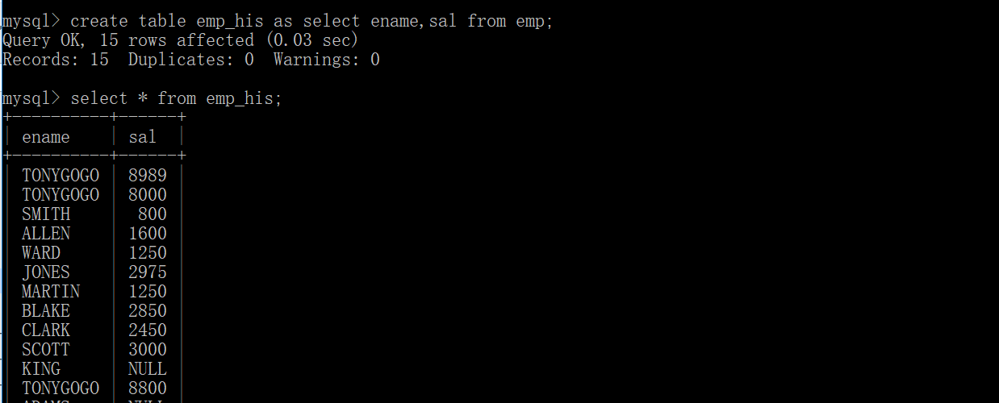 mysql> create table emp_his as select ename,sal from emp;
Query OK, 15 rows affected (0.03 sec)
Records: 15  Duplicates: 0  Warnings: 0
mysql> select * from emp_his;
+----------+------+
| ename    | sal  |
+----------+------+
| TONYGOGO | 8989 |
| TONYGOGO | 8000 |
| SMITH    |  800 |
| ALLEN    | 1600 |
| WARD     | 1250 |
| JONES    | 2975 |
| MARTIN   | 1250 |
| BLAKE    | 2850 |
| CLARK    | 2450 |
| SCOTT    | 3000 |
| KING     | NULL |
| TONYGOGO | 8800 |